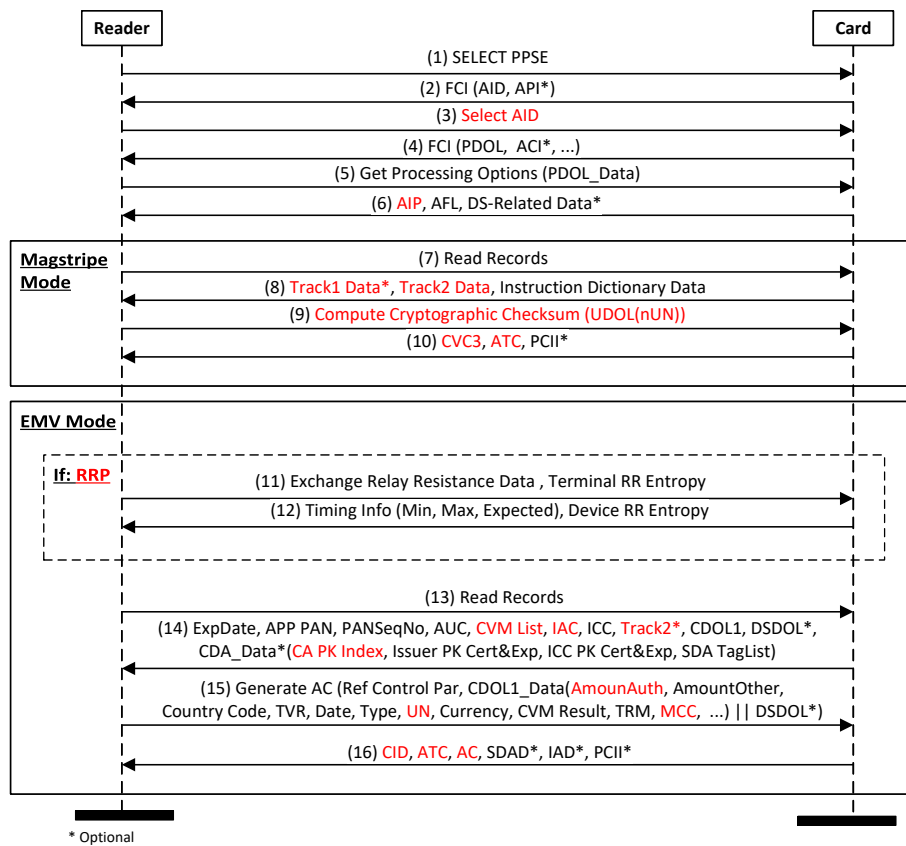 Reader
Card
(1) SELECT PPSE
(2) FCI (AID, API*)
(3) Select AID
(4) FCI (PDOL, ACI*, ...)
(5) Get Processing Options (PDOL_Data)
(6) AIP, AFL, DS-Related Data*
Magstripe
Mode
(7) Read Records
(8) Track1 Data*, Track2 Data, Instruction Dictionary Data
(9) Compute Cryptographic Checksum (UDOL(nUN))
(10) CVC3, ATC, PCII*
EMV Mode
If: RRP
(11) Exchange Relay Resistance Data , Terminal RR Entropy
(12) Timing Info (Min, Max, Expected), Device RR Entropy
(13) Read Records
(14) ExpDate, APP PAN, PANSeqNo, AUC, CVM List, IAC, ICC, Track2*, CDOL1, DSDOL*,
CDA_Data*(CA PK Index, Issuer PK Cert&Exp, ICC PK Cert&Exp, SDA TagList)
(15) Generate AC (Ref Control Par, CDOL1_Data(AmounAuth, AmountOther,
Country Code, TVR, Date, Type, UN, Currency, CVM Result, TRM, MCC, ...) || DSDOL*)
(16) CID, ATC, AC, SDAD*, IAD*, PCII*
* Optional